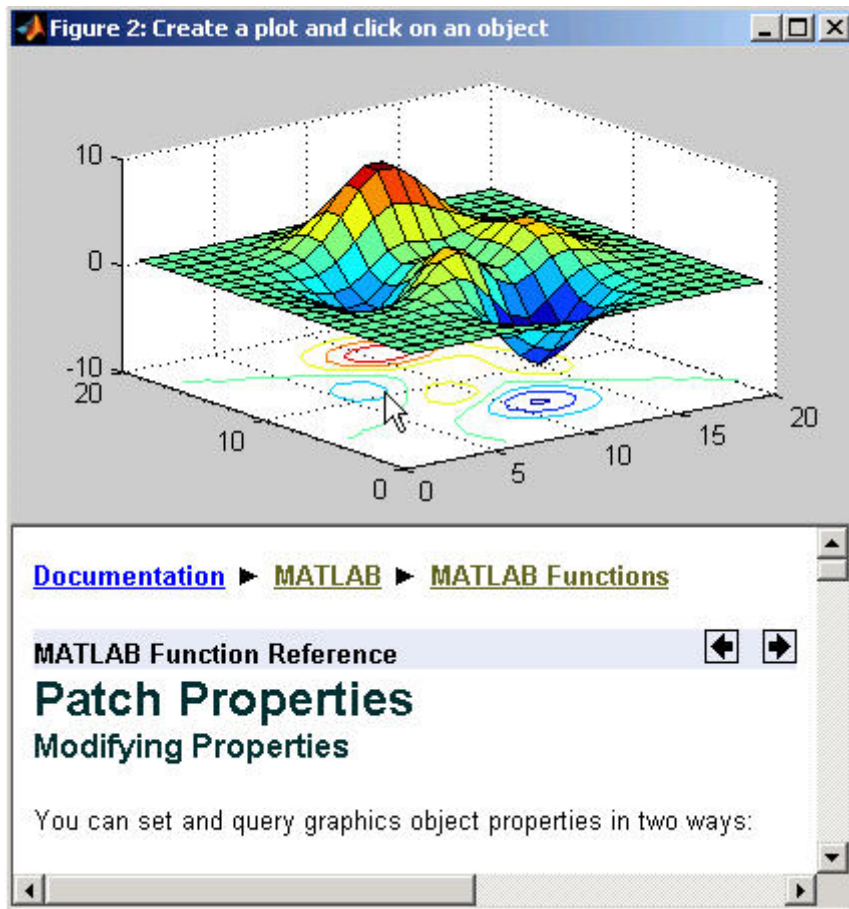 Figure 2: Create a plot and click on an object
10
0
-10
20
10
0
0
5
10
15
20
Documentation ► MATLAB ► MATLAB Functions
MATLAB Function Reference
Patch Properties
Modifying Properties
You can set and query graphics object properties in two ways: